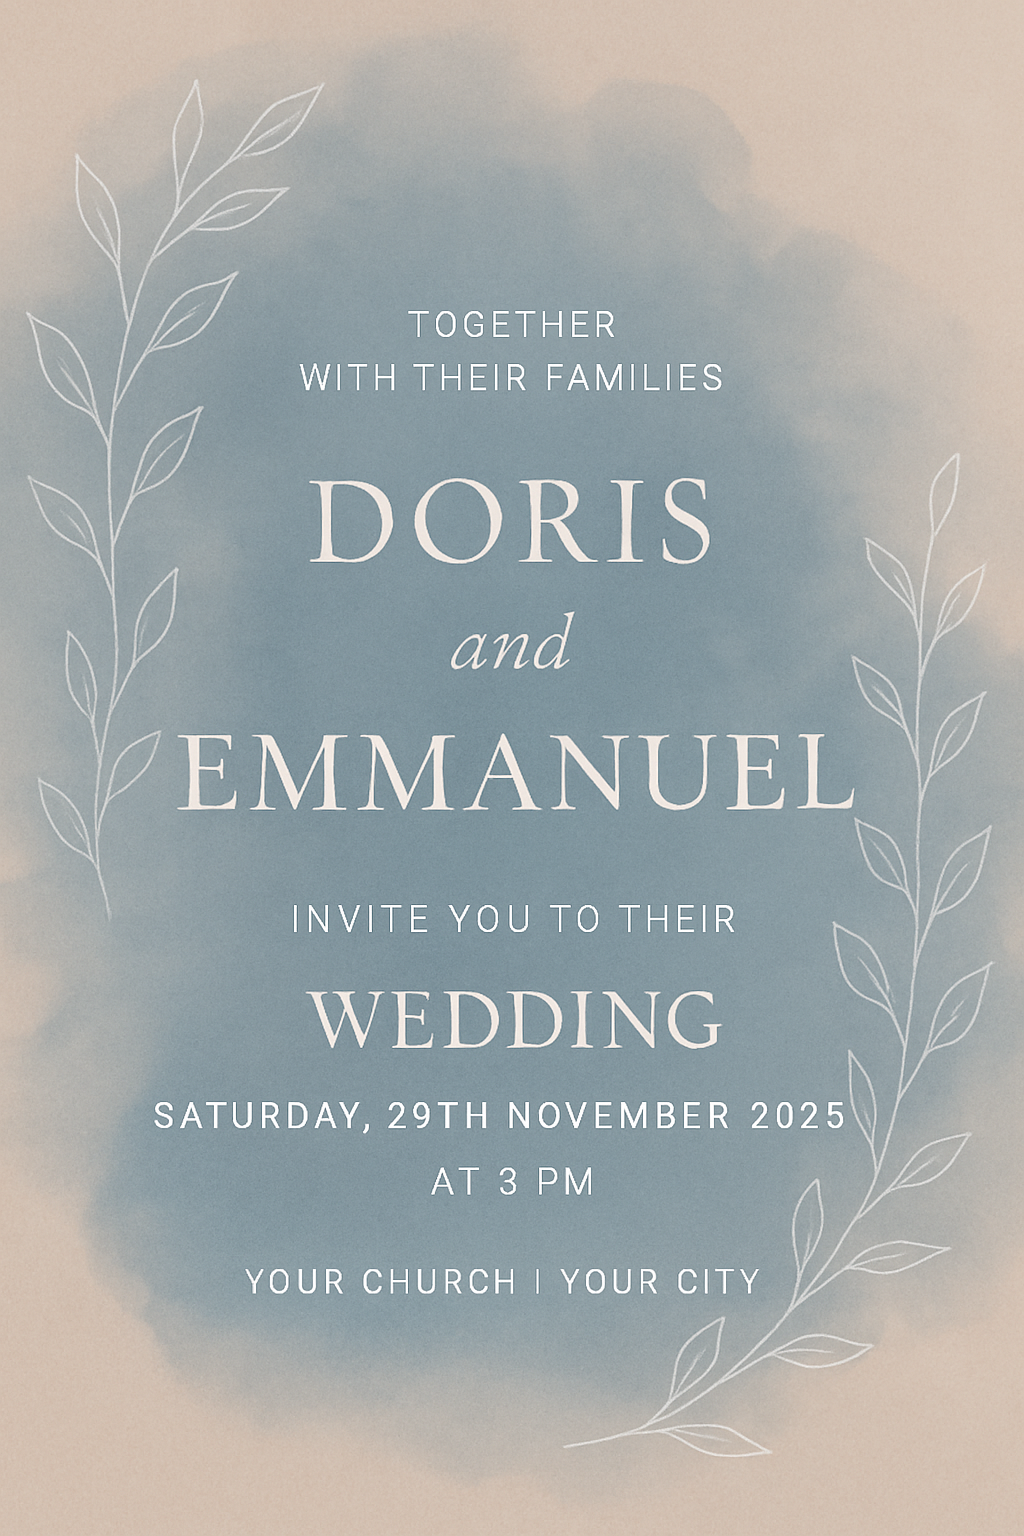 TOGETHER
WITH THEIR FAMILIES
DORIS
and
EMMANUEL
INVITE YOU TO THEIR
WEDDING
SATURDAY, 29TH NOVEMBER 2025
AT 3 PM
YOUR CHURCH | YOUR CITY